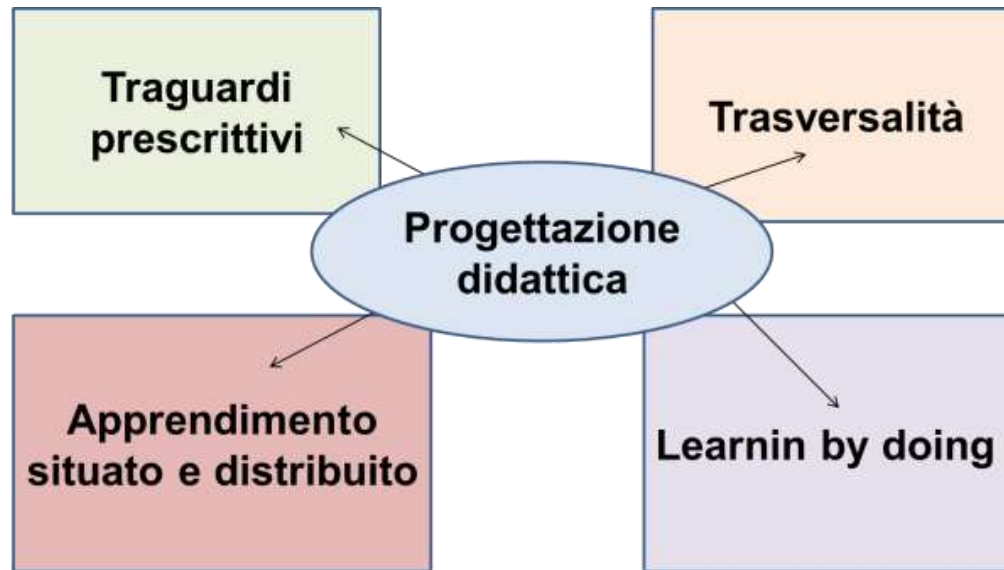 Traguardi
prescrittivi
Trasversalità
Progettazione
didattica
Apprendimento
situato e distribuito
Learnin by doing